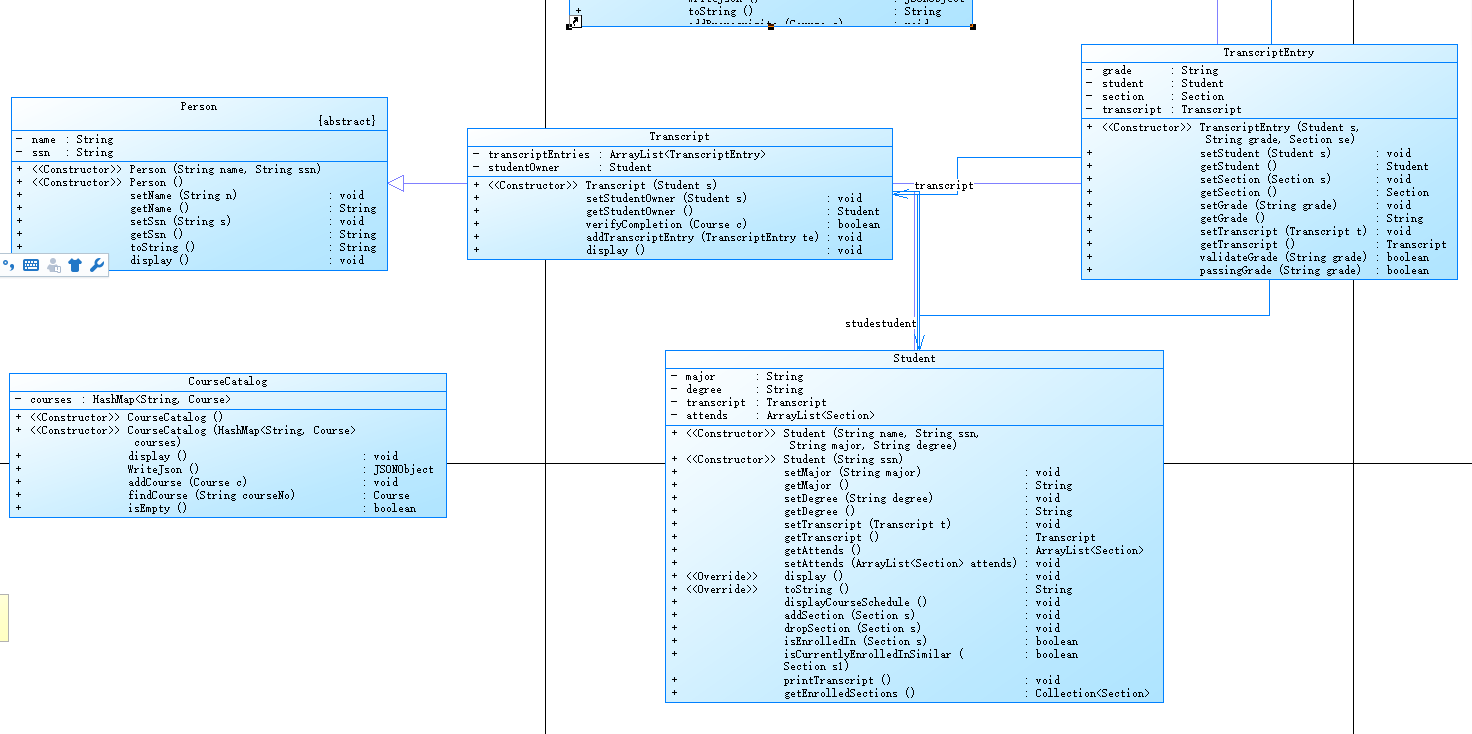 toString () : String
TranscriptEntry
- grade : String
- student : Student
- section : Section
- transcript : Transcript
+ <<Constructor>> TranscriptEntry (Student s,
String grade, Section se)
+ setStudent (Student s) : void
+ getStudent () : Student
+ setSection (Section s) : void
+ getSection () : Section
+ setGrade (String grade) : void
+ getGrade () : String
+ setTranscript (Transcript t) : void
+ getTranscript () : Transcript
+ validateGrade (String grade) : boolean
+ passingGrade (String grade) : boolean
Person
{abstract}
- name : String
- ssn : String
+ <<Constructor>> Person (String name, String ssn)
+ <<Constructor>> Person ()
+ setName (String n) : void
+ getName () : String
+ setSsn (String s) : void
+ getSsn () : String
+ toString () : String
display () : void
Transcript
- transcriptEntries : ArrayList<TranscriptEntry>
- studentOwner : Student
+ <<Constructor>> Transcript (Student s)
+ setStudentOwner (Student s) : void
+ getStudentOwner () : Student
+ verifyCompletion (Course c) : boolean
+ addTranscriptEntry (TranscriptEntry te) : void
+ display () : void
transcript
studestudent
CourseCatalog
- courses : HashMap<String, Course>
+ <<Constructor>> CourseCatalog ()
+ <<Constructor>> CourseCatalog (HashMap<String, Course>
courses)
+ display () : void
+ WriteJson () : JSONObject
+ addCourse (Course c) : void
+ findCourse (String courseNo) : Course
+ isEmpty () : boolean
Student
- major : String
- degree : String
- transcript : Transcript
- attends : ArrayList<Section>
+ <<Constructor>> Student (String name, String ssn,
String major, String degree)
+ <<Constructor>> Student (String ssn)
+ setMajor (String major) : void
+ getMajor () : String
+ setDegree (String degree) : void
+ getDegree () : String
+ setTranscript (Transcript t) : void
+ getTranscript () : Transcript
+ getAttends () : ArrayList<Section>
+ setAttends (ArrayList<Section> attends) : void
+ <<Override>> display () : void
+ <<Override>> toString () : String
+ displayCourseSchedule () : void
+ addSection (Section s) : void
+ dropSection (Section s) : void
+ isEnrolledIn (Section s) : boolean
+ isCurrentlyEnrolledInSimilar ( : boolean
Section s1)
+ printTranscript () : void
+ getEnrolledSections () : Collection<Section>